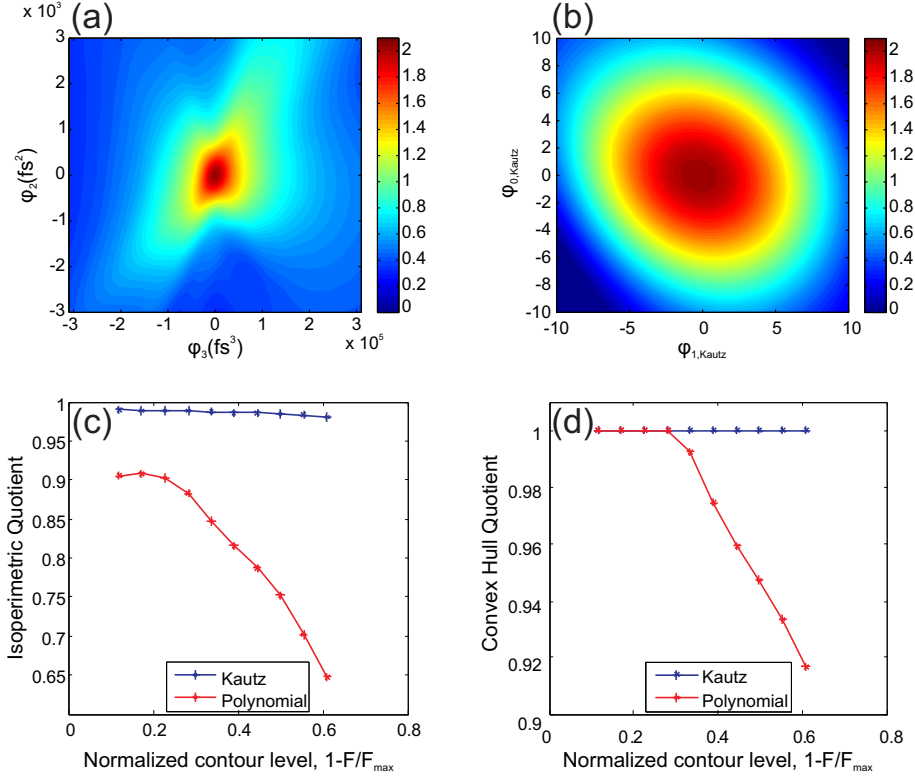 (a)
x 10³
3
2
1
0
-1
-2
-3
φ₂(fs²)
-3 -2 -1 0 1 2 3
φ₃(fs³)
x 10⁵
2
1.8
1.6
1.4
1.2
1
0.8
0.6
0.4
0.2
0
(b)
10
8
6
4
2
0
-2
-4
-6
-8
-10
φ₀,Kautz
-10 -5 0 5 10
φ₁,Kautz
2
1.8
1.6
1.4
1.2
1
0.8
0.6
0.4
0.2
0
(c)
1
0.95
0.9
0.85
0.8
0.75
0.7
0.65
Isoperimetric Quotient
Kautz
Polynomial
0 0.2 0.4 0.6 0.8
Normalized contour level, 1-F/Fmax
(d)
1
0.98
0.96
0.94
0.92
0.9
Convex Hull Quotient
Kautz
Polynomial
0 0.2 0.4 0.6 0.8
Normalized contour level, 1-F/Fmax